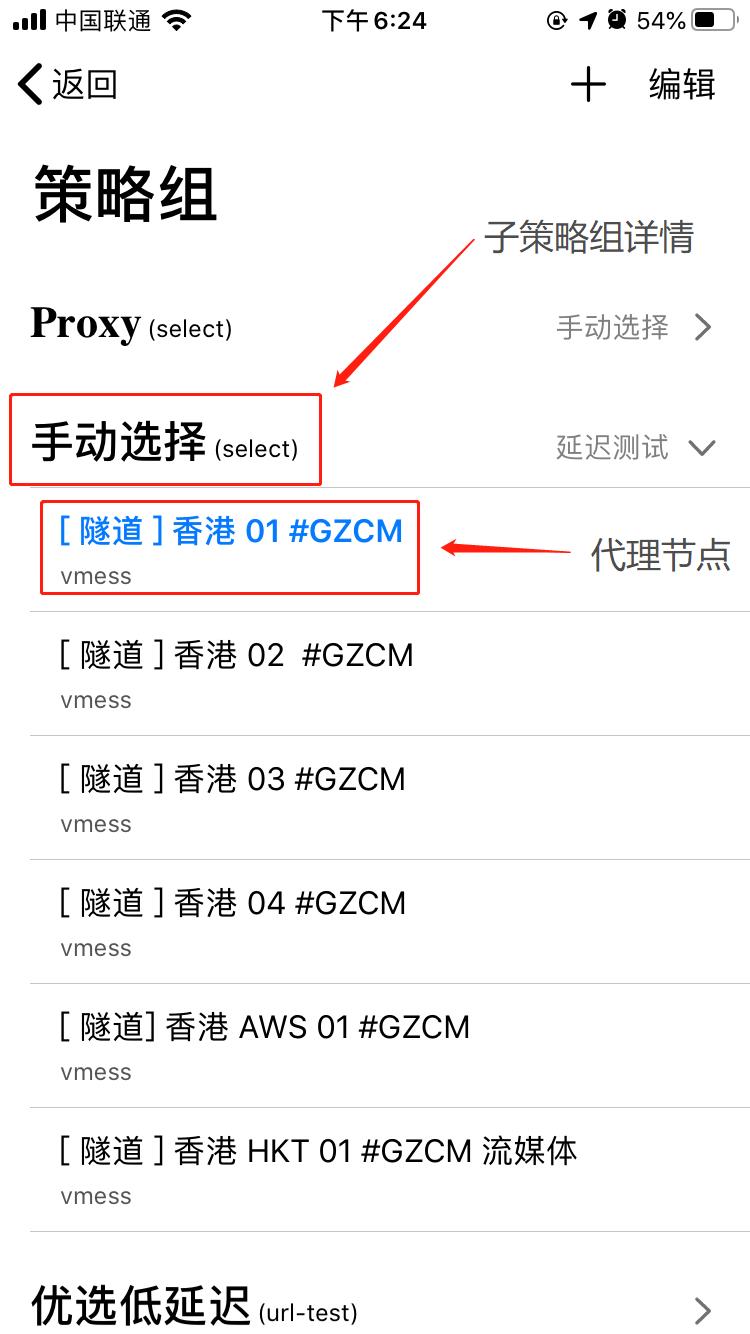 中国联通 下午6:24 54%
返回 编辑
策略组
子策略组详情
Proxy (select) 手动选择
手动选择 (select) 延迟测试
[ 隧道 ] 香港 01 #GZCM
vmess
代理节点
[ 隧道 ] 香港 02  #GZCM
vmess
[ 隧道 ] 香港 03 #GZCM
vmess
[ 隧道 ] 香港 04 #GZCM
vmess
[ 隧道] 香港 AWS 01 #GZCM
vmess
[ 隧道 ] 香港 HKT 01 #GZCM 流媒体
vmess
优选低延迟 (url-test)